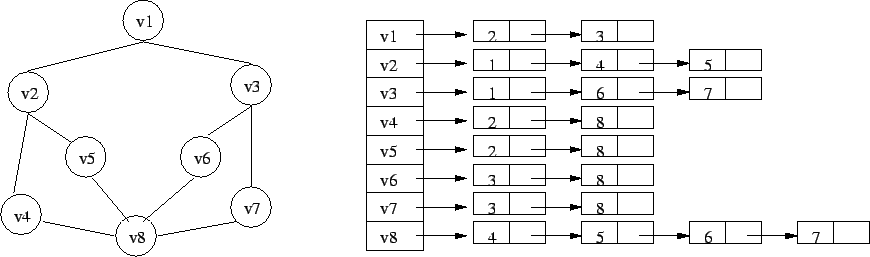 v1
v2
v3
v5
v6
v4
v7
v8
v1 2 3
v2 1 4 5
v3 1 6 7
v4 2 8
v5 2 8
v6 3 8
v7 3 8
v8 4 5 6 7